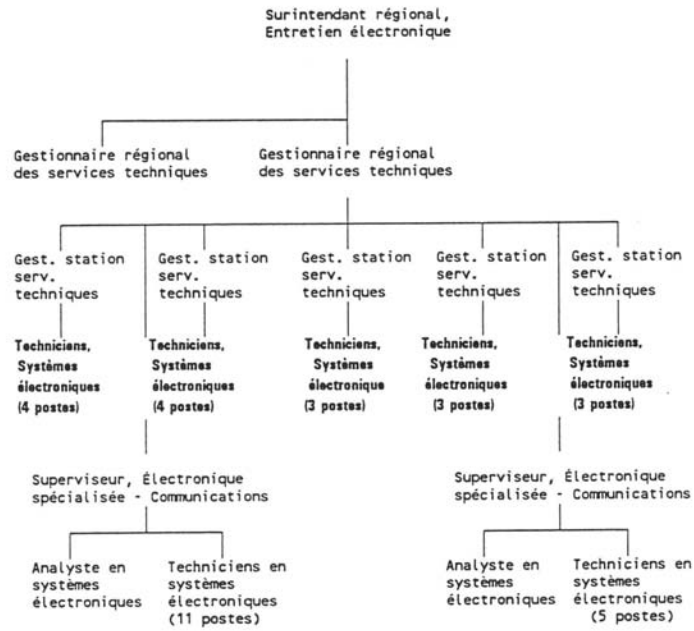 Surintendant régional,
Entretien électronique
Gestionnaire régional
des services techniques
Gestionnaire régional
des services techniques
Gest. station
serv.
techniques
Gest. station
serv.
techniques
Gest. station
serv.
techniques
Gest. station
serv.
techniques
Gest. station
serv.
techniques
Techniciens,
Systèmes
électroniques
(4 postes)
Techniciens,
Systèmes
électroniques
(4 postes)
Techniciens,
Systèmes
électronique
(3 postes)
Techniciens,
Systèmes
électroniques
(3 postes)
Techniciens,
Systèmes
électroniques
(3 postes)
Superviseur, Électronique
spécialisée - Communications
Superviseur, Électronique
spécialisée - Communications
Analyste en
systèmes
électroniques
Techniciens en
systèmes
électroniques
(11 postes)
Analyste en
systèmes
électroniques
Techniciens en
systèmes
électroniques
(5 postes)